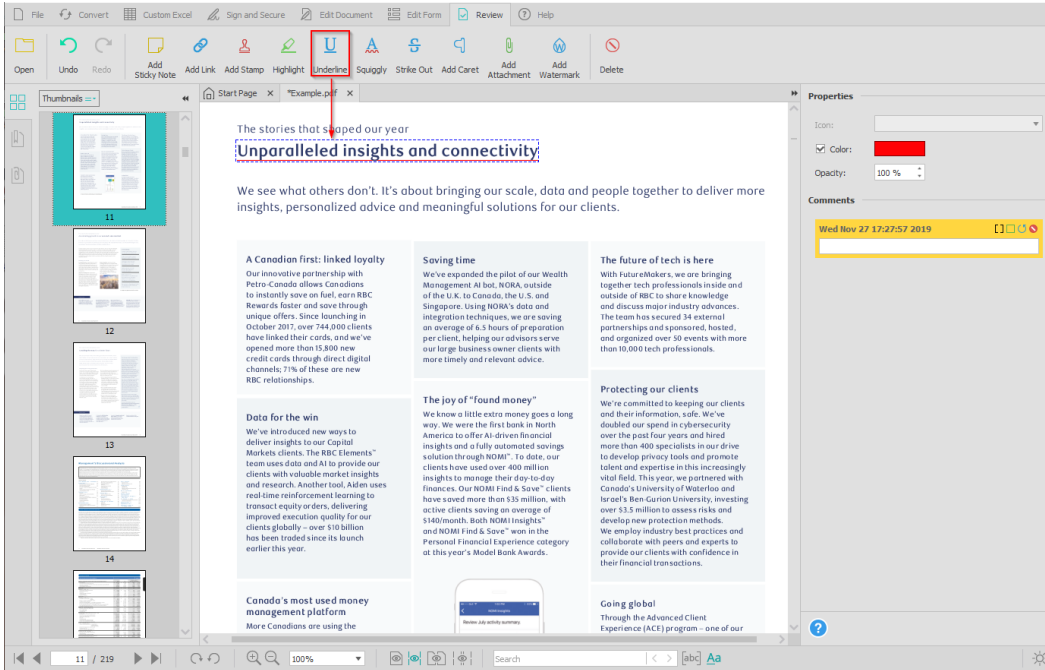 File Convert Custom Excel Sign and Secure Edit Document Edit Form Review Help
Open Undo Redo Add Sticky Note Add Link Add Stamp Highlight Underline Squiggly Strike Out Add Caret Add Attachment Add Watermark Delete
Thumbnails
11
12
13
14
Start Page *Example.pdf
The stories that shaped our year
Unparalleled insights and connectivity
We see what others don't. It's about bringing our scale, data and people together to deliver more
insights, personalized advice and meaningful solutions for our clients.
A Canadian first: linked loyalty
Our innovative partnership with
Petro-Canada allows Canadians
to instantly save on fuel, earn RBC
Rewards faster and save through
unique offers. Since launching in
October 2017, over 744,000 clients
have linked their cards, and we've
opened more than 15,800 new
credit cards through direct digital
channels; 71% of these are new
RBC relationships.
Data for the win
We've introduced new ways to
deliver insights to our Capital
Markets clients. The RBC Elements™
team uses data and AI to provide our
clients with valuable market insights
and research. Another tool, Aiden uses
real-time reinforcement learning to
transact equity orders, delivering
improved execution quality for our
clients globally – over $10 billion
has been traded since its launch
earlier this year.
Canada's most used money
management platform
More Canadians are using the
Saving time
We've expanded the pilot of our Wealth
Management AI bot, NORA, outside
of the U.K. to Canada, the U.S. and
Singapore. Using NORA's data and
integration techniques, we are saving
an average of 6.5 hours of preparation
per client, helping our advisors serve
our large business owner clients with
more timely and relevant advice.
The joy of "found money"
We know a little extra money goes a long
way. We were the first bank in North
America to offer AI-driven financial
insights and a fully automated savings
solution through NOMI™. To date, our
clients have used over 400 million
insights to manage their day-to-day
finances. Our NOMI Find & Save™ clients
have saved more than $35 million, with
active clients saving an average of
$140/month. Both NOMI Insights™
and NOMI Find & Save™ won in the
Personal Financial Experience category
at this year's Model Bank Awards.
NOMI Insights
Review July activity summary.
The future of tech is here
With FutureMakers, we are bringing
together tech professionals inside and
outside of RBC to share knowledge
and discuss major industry advances.
The team has secured 34 external
partnerships and sponsored, hosted,
and organized over 50 events with more
than 10,000 tech professionals.
Protecting our clients
We're committed to keeping our clients
and their information, safe. We've
doubled our spend in cybersecurity
over the past four years and hired
more than 400 specialists in our drive
to develop privacy tools and promote
talent and expertise in this increasingly
vital field. This year, we partnered with
Canada's University of Waterloo and
Israel's Ben-Gurion University, investing
over $3.5 million to assess risks and
develop new protection methods.
We employ industry best practices and
collaborate with peers and experts to
provide our clients with confidence in
their financial transactions.
Going global
Through the Advanced Client
Experience (ACE) program – one of our
Properties
Icon:
Color:
Opacity: 100 %
Comments
Wed Nov 27 17:27:57 2019
11 / 219 100% Search [abc] Aa